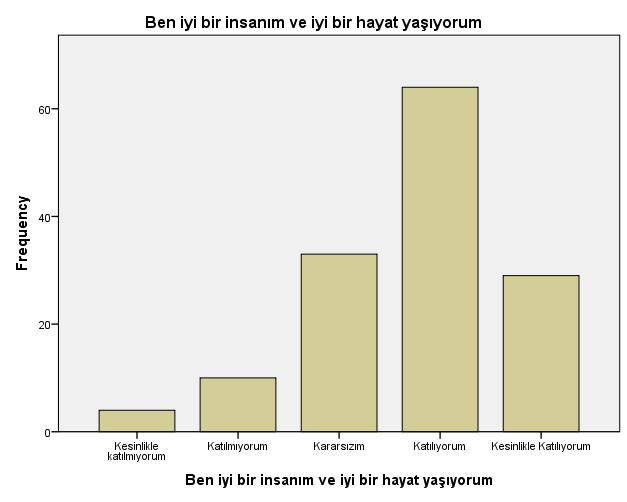 Ben iyi bir insanım ve iyi bir hayat yaşıyorum
Frequency
60
40
20
0
Kesinlikle
katılmıyorum
Katılmıyorum
Kararsızım
Katılıyorum
Kesinlikle Katılıyorum
Ben iyi bir insanım ve iyi bir hayat yaşıyorum